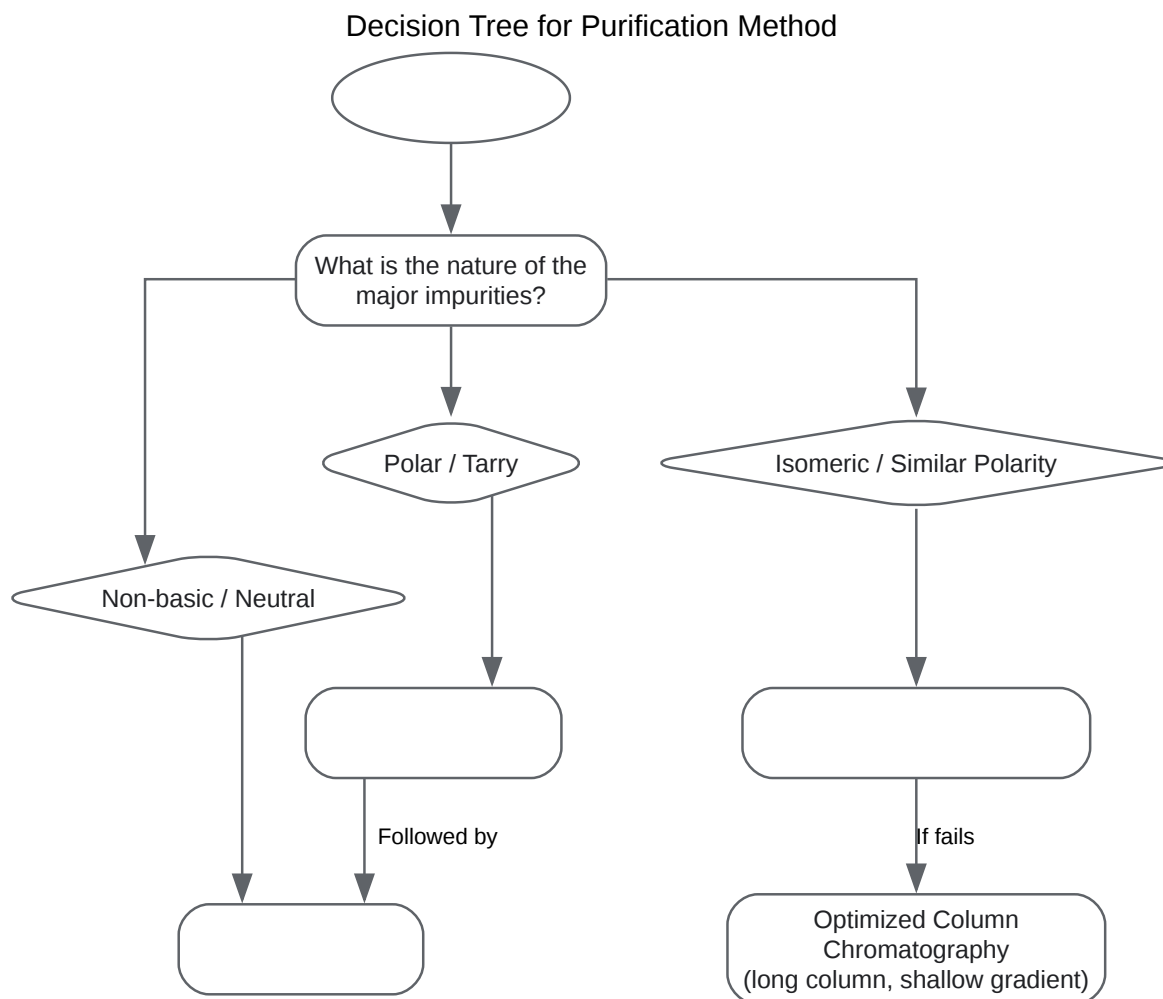 Decision Tree for Purification Method
What is the nature of the
major impurities?
Polar / Tarry
Isomeric / Similar Polarity
Non-basic / Neutral
Followed by
If fails
Optimized Column
Chromatography
(long column, shallow gradient)